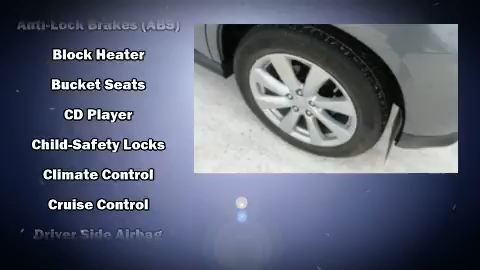 Anti-Lock Brakes (ABS)
Block Heater
Bucket Seats
CD Player
Child-Safety Locks
Climate Control
Cruise Control
Driver Side Airbag